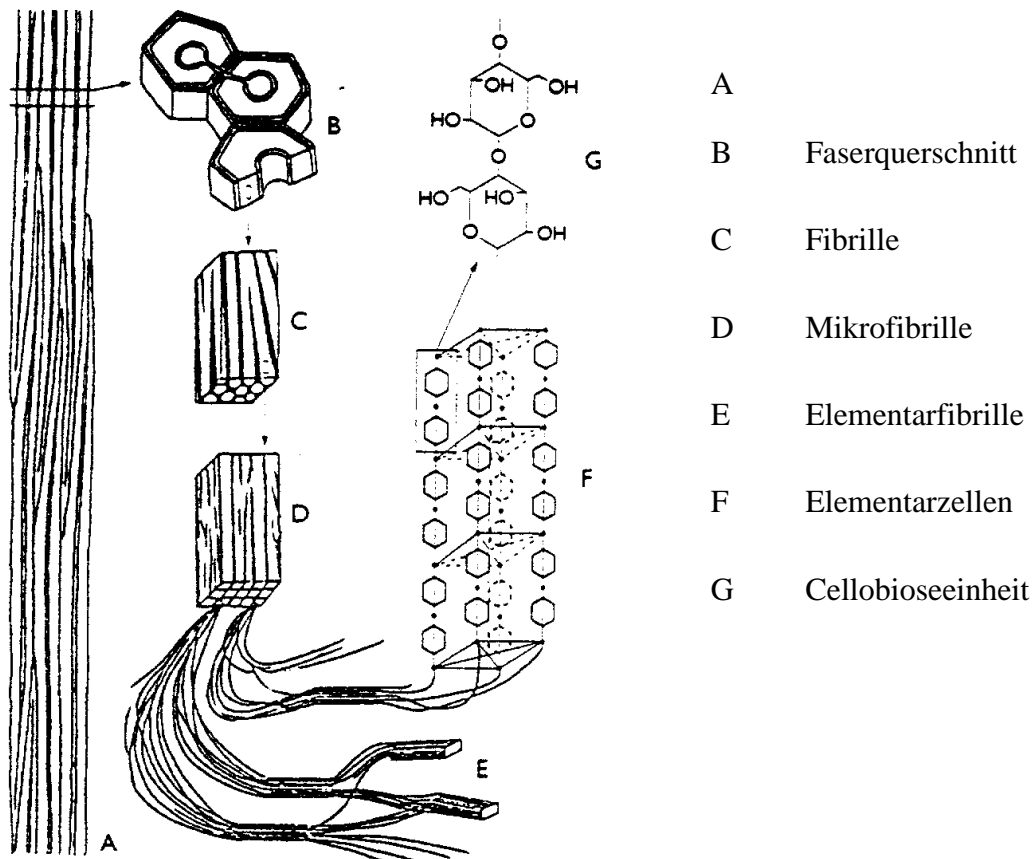 O
OH
OH
HO
O
O
HO
HO
O
OH
A
B
C
D
E
F
G
A
B Faserquerschnitt
C Fibrille
D Mikrofibrille
E Elementarfibrille
F Elementarzellen
G Cellobioseeinheit